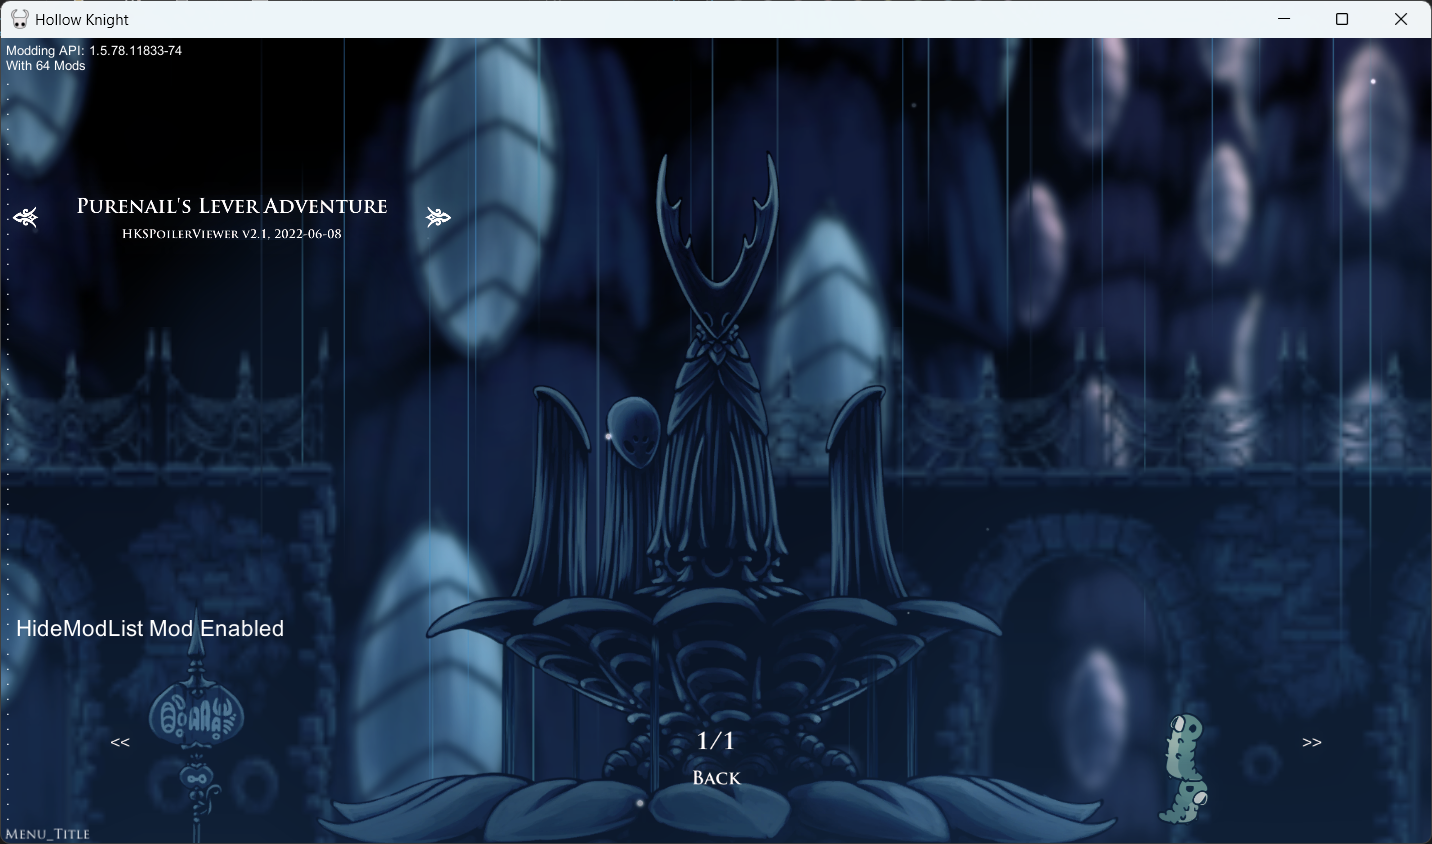 Hollow Knight
Modding API: 1.5.78.11833-74
With 64 Mods
Purenail's Lever Adventure
HKSpoilerViewer v2.1, 2022-06-08
HideModList Mod Enabled
<<
1/1
>>
Back
Menu_Title